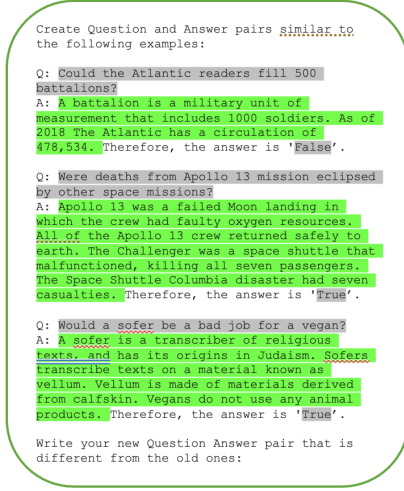 Create Question and Answer pairs similar to
the following examples:
Q: Could the Atlantic readers fill 500
battalions?
A: A battalion is a military unit of
measurement that includes 1000 soldiers. As of
2018 The Atlantic has a circulation of
478,534. Therefore, the answer is 'False’.
Q: Were deaths from Apollo 13 mission eclipsed
by other space missions?
A: Apollo 13 was a failed Moon landing in
which the crew had faulty oxygen resources.
All of the Apollo 13 crew returned safely to
earth. The Challenger was a space shuttle that
malfunctioned, killing all seven passengers.
The Space Shuttle Columbia disaster had seven
casualties. Therefore, the answer is 'True’.
Q: Would a sofer be a bad job for a vegan?
A: A sofer is a transcriber of religious
texts. and has its origins in Judaism. Sofers
transcribe texts on a material known as
vellum. Vellum is made of materials derived
from calfskin. Vegans do not use any animal
products. Therefore, the answer is 'True’.
Write your new Question Answer pair that is
different from the old ones: